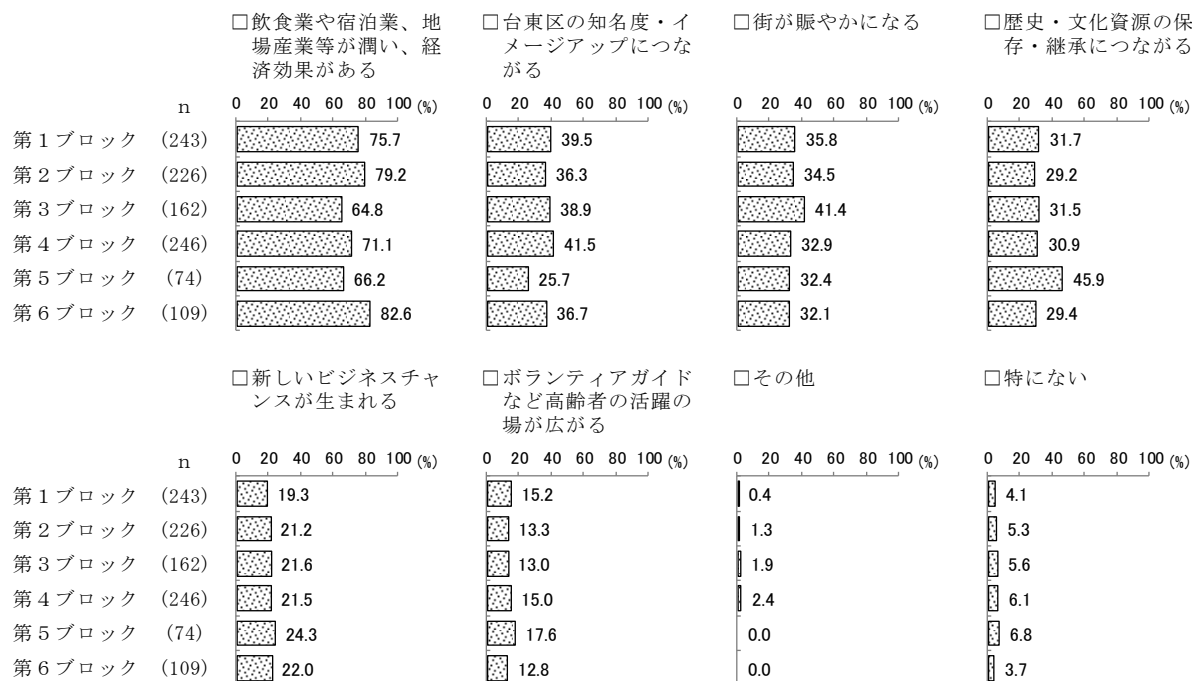 □飲食業や宿泊業、地
場産業等が潤い、経
済効果がある
□台東区の知名度・イ
メージアップにつな
がる
□街が賑やかになる
□歴史・文化資源の保
存・継承につながる
n
0 20 40 60 80 100 (%)
0 20 40 60 80 100 (%)
0 20 40 60 80 100 (%)
0 20 40 60 80 100 (%)
第1ブロック (243) 75.7 39.5 35.8 31.7
第2ブロック (226) 79.2 36.3 34.5 29.2
第3ブロック (162) 64.8 38.9 41.4 31.5
第4ブロック (246) 71.1 41.5 32.9 30.9
第5ブロック (74) 66.2 25.7 32.4 45.9
第6ブロック (109) 82.6 36.7 32.1 29.4
□新しいビジネスチャ
ンスが生まれる
□ボランティアガイド
など高齢者の活躍の
場が広がる
□その他
□特にない
n
0 20 40 60 80 100 (%)
0 20 40 60 80 100 (%)
0 20 40 60 80 100 (%)
0 20 40 60 80 100 (%)
第1ブロック (243) 19.3 15.2 0.4 4.1
第2ブロック (226) 21.2 13.3 1.3 5.3
第3ブロック (162) 21.6 13.0 1.9 5.6
第4ブロック (246) 21.5 15.0 2.4 6.1
第5ブロック (74) 24.3 17.6 0.0 6.8
第6ブロック (109) 22.0 12.8 0.0 3.7